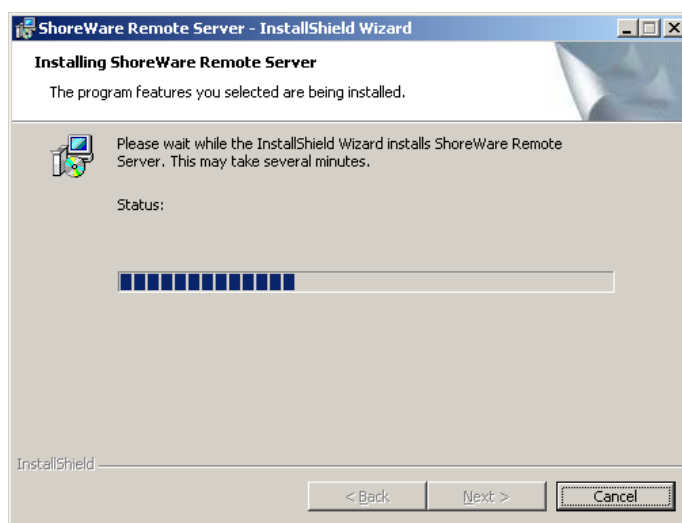 ShoreWare Remote Server - InstallShield Wizard
Installing ShoreWare Remote Server
The program features you selected are being installed.
Please wait while the InstallShield Wizard installs ShoreWare Remote
Server. This may take several minutes.
Status:
InstallShield
< Back Next > Cancel